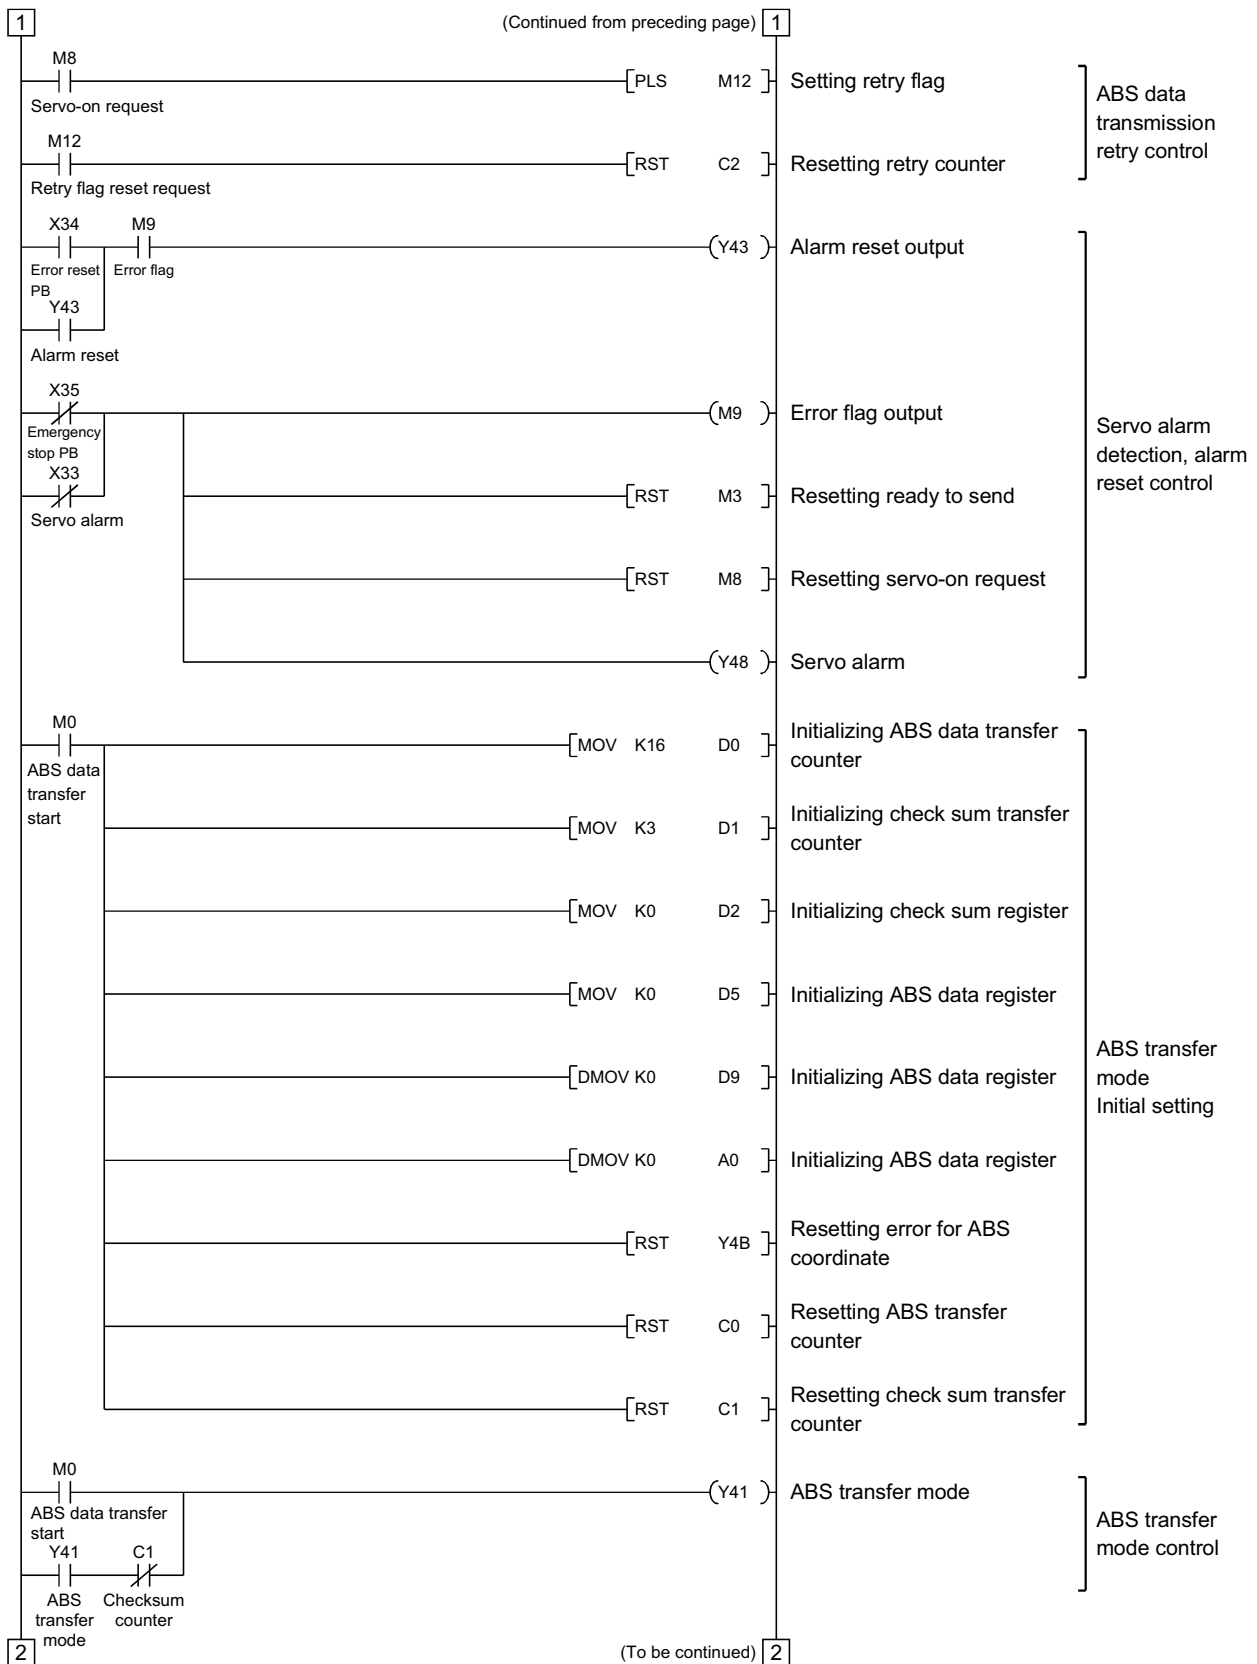 1 (Continued from preceding page) 1
M8
PLS M12 Setting retry flag
Servo-on request
ABS data
transmission
retry control
M12
RST C2 Resetting retry counter
Retry flag reset request
X34 M9
Y43 Alarm reset output
Error reset PB
Error flag
Y43
Alarm reset
X35
M9 Error flag output
Emergency
stop PB
X33
Servo alarm
RST M3 Resetting ready to send
Servo alarm
detection, alarm
reset control
RST M8 Resetting servo-on request
Y48 Servo alarm
M0
MOV K16 D0 Initializing ABS data transfer
counter
ABS data
transfer
start
MOV K3 D1 Initializing check sum transfer
counter
MOV K0 D2 Initializing check sum register
MOV K0 D5 Initializing ABS data register
DMOV K0 D9 Initializing ABS data register
ABS transfer
mode
Initial setting
DMOV K0 A0 Initializing ABS data register
RST Y4B Resetting error for ABS
coordinate
RST C0 Resetting ABS transfer
counter
RST C1 Resetting check sum transfer
counter
M0
Y41 ABS transfer mode
ABS data transfer
start
ABS transfer
mode control
Y41 C1
ABS
transfer
mode
Checksum
counter
2 (To be continued) 2